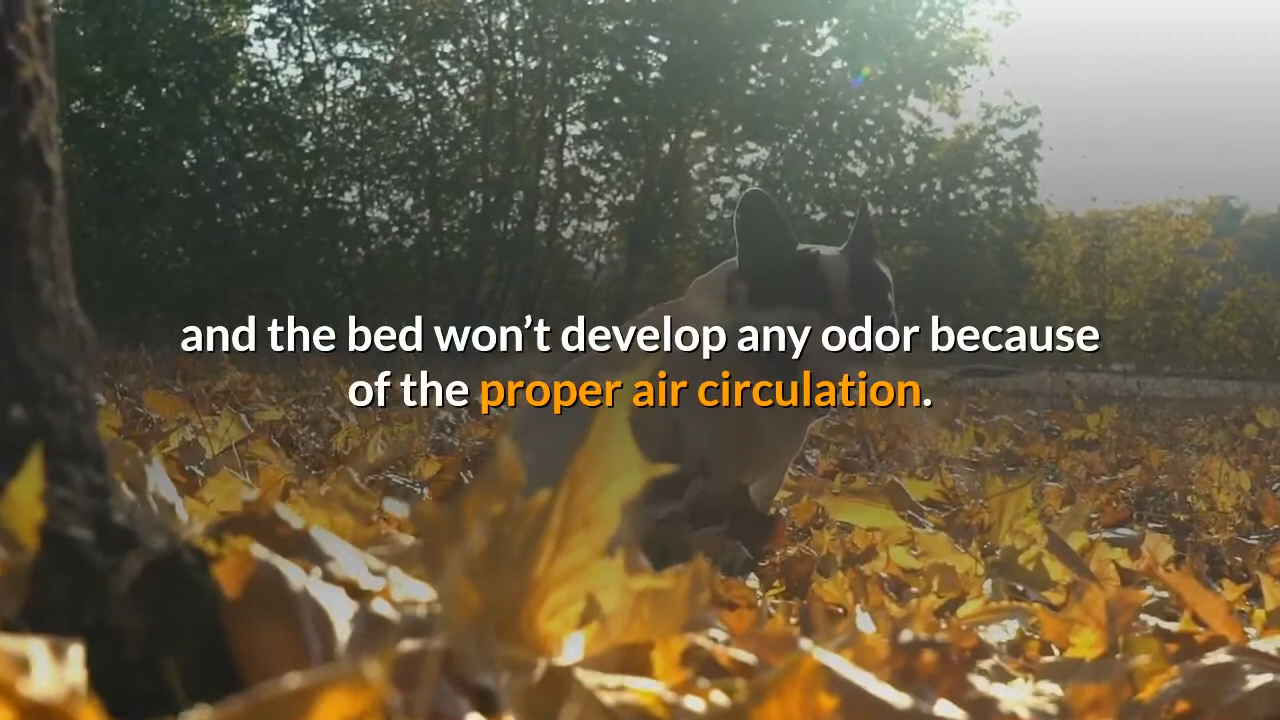 and the bed won’t develop any odor because
of the proper air circulation.